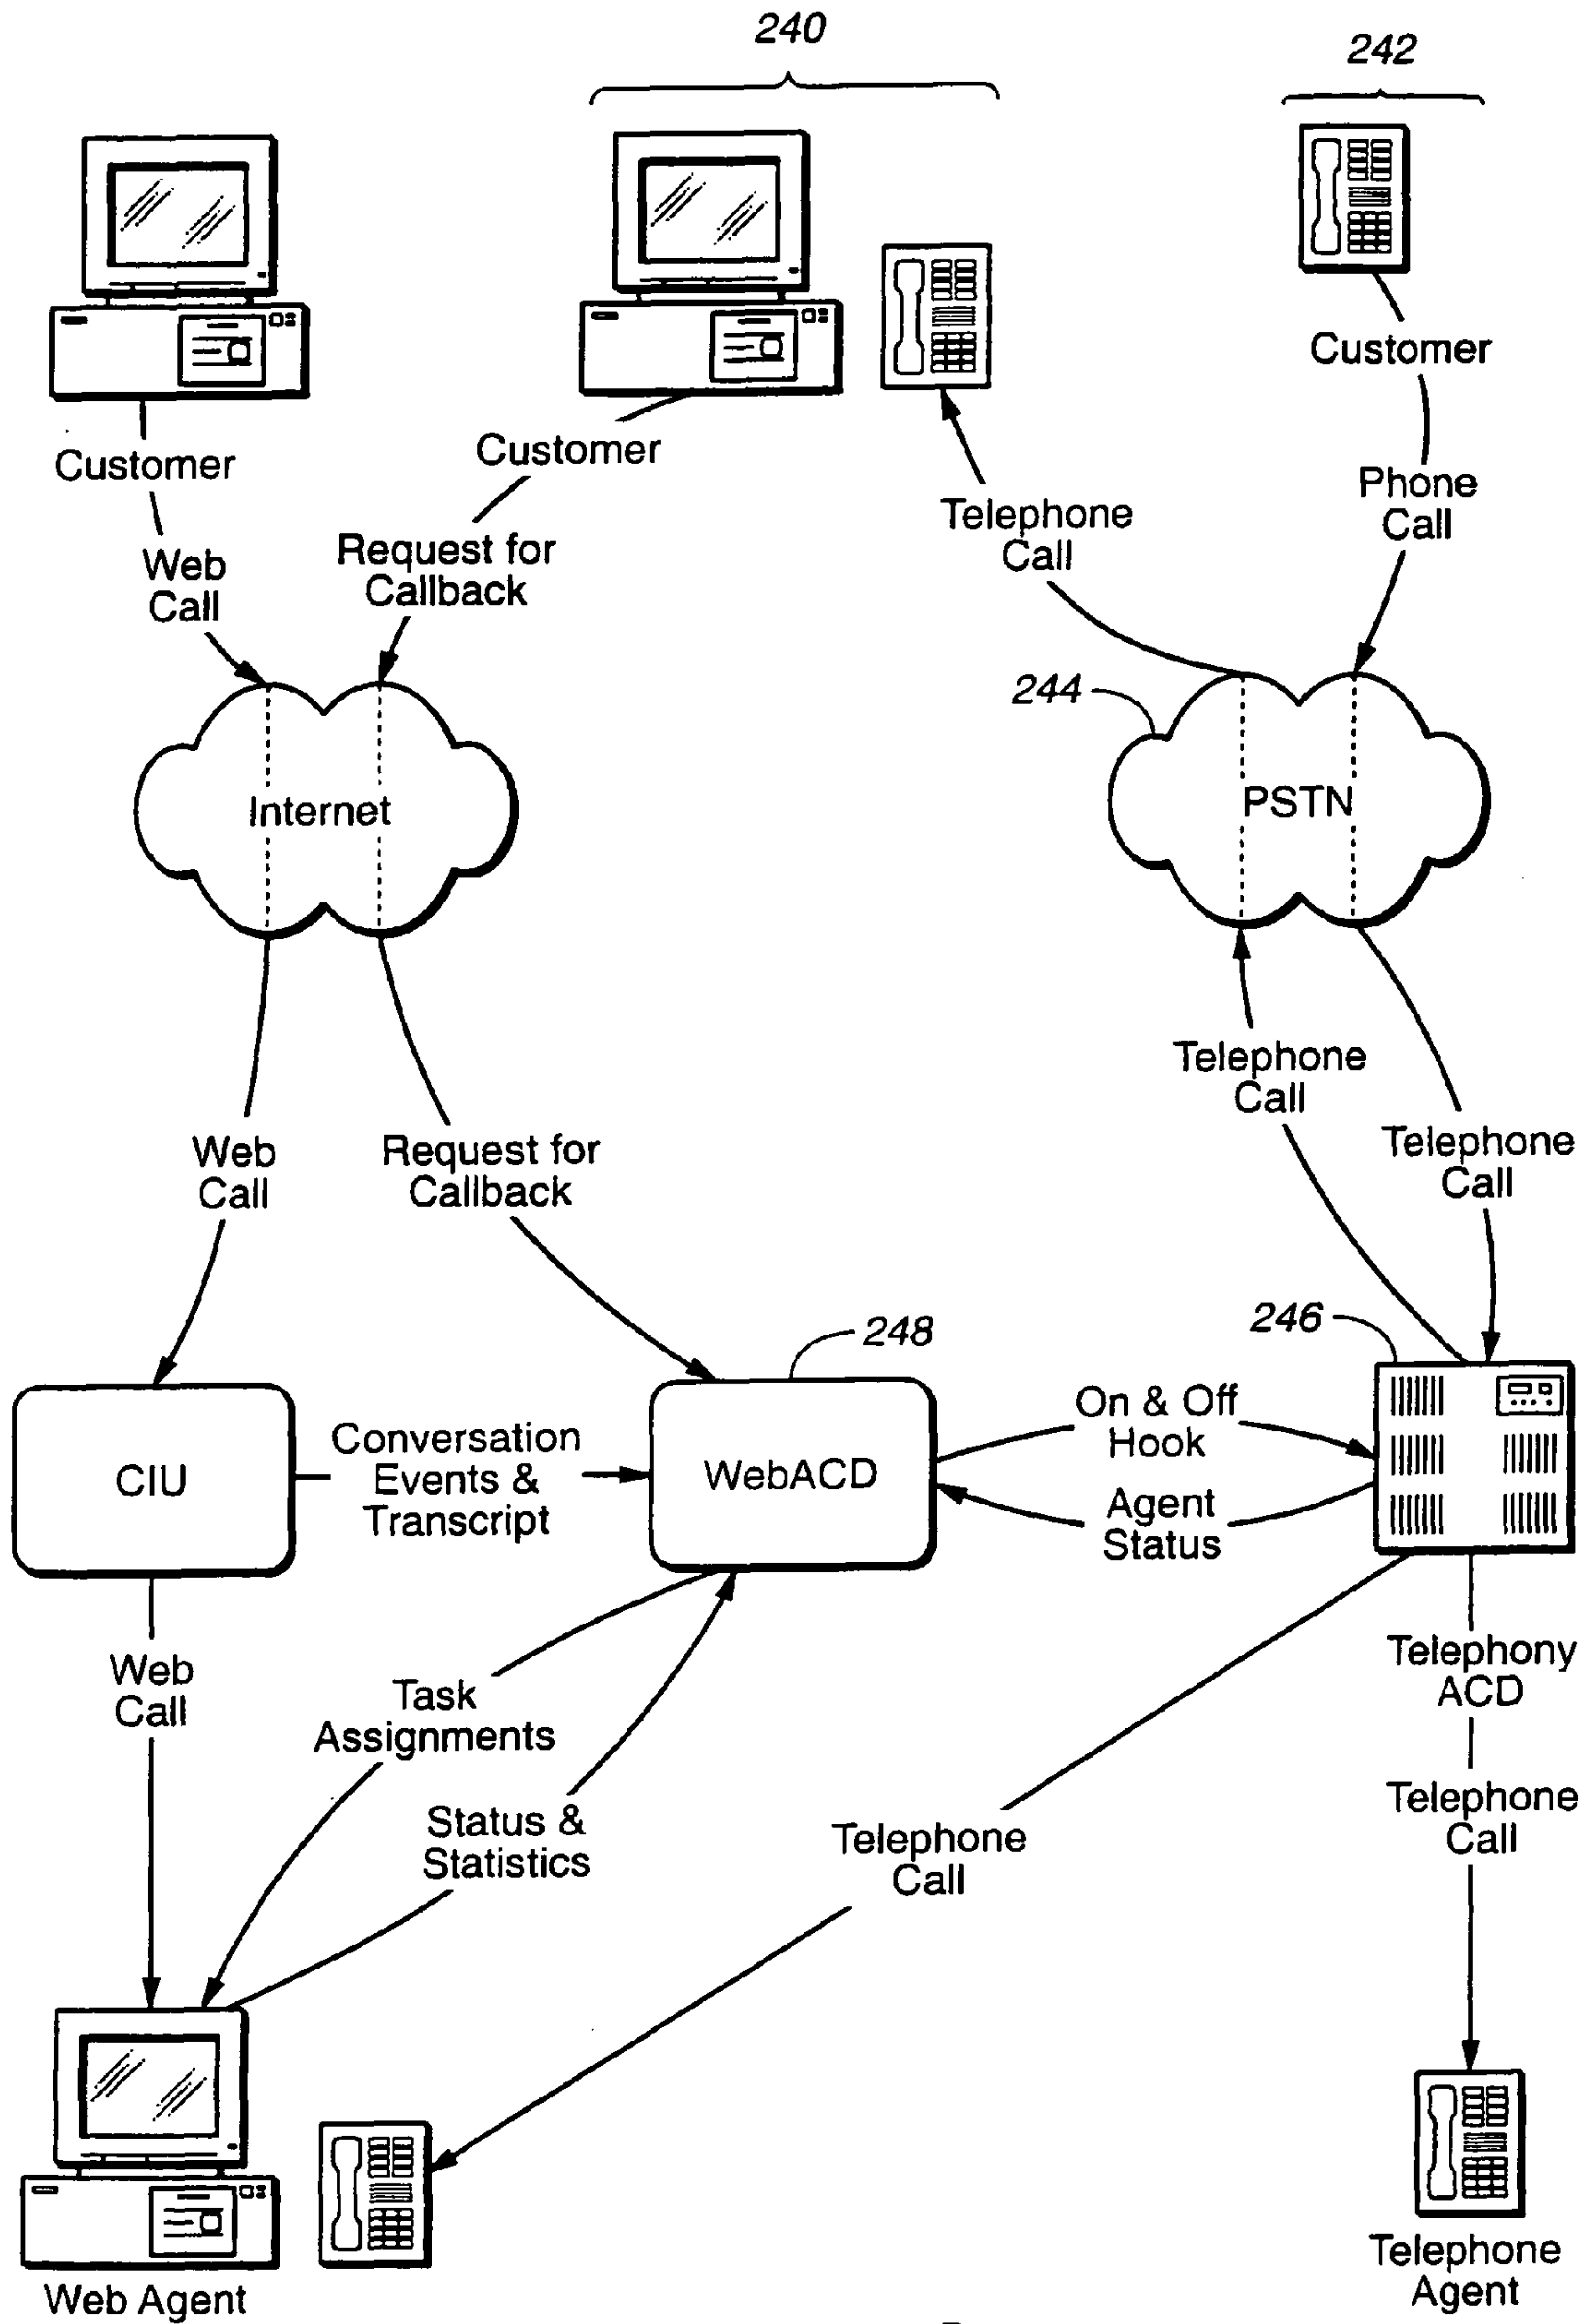 240
242
Customer
Customer
Customer
Web
Call
Request for
Callback
Telephone
Call
Phone
Call
244
Internet
PSTN
Telephone
Call
Web
Call
Request for
Callback
Telephone
Call
248
246
CIU
Conversation
Events &
Transcript
WebACD
On & Off
Hook
Agent
Status
Web
Call
Task
Assignments
Status &
Statistics
Telephone
Call
Telephony
ACD
Telephone
Call
Web Agent
Telephone
Agent